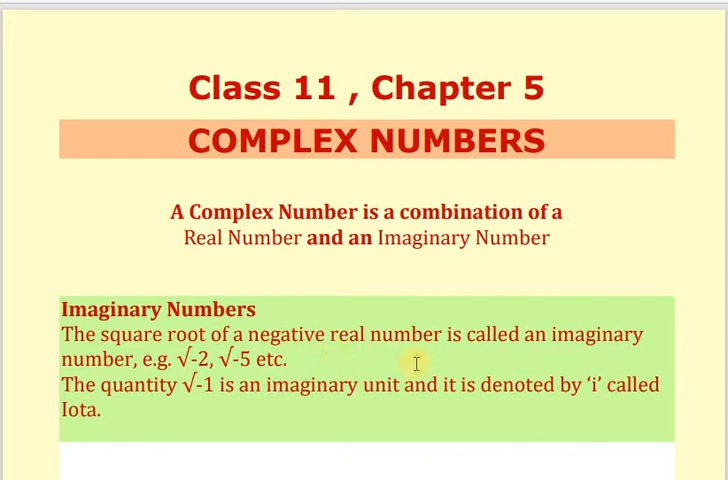 Class 11 , Chapter 5
COMPLEX NUMBERS
A Complex Number is a combination of a
Real Number and an Imaginary Number
Imaginary Numbers
The square root of a negative real number is called an imaginary
number, e.g. √-2, √-5 etc.
The quantity √-1 is an imaginary unit and it is denoted by ‘i’ called
Iota.